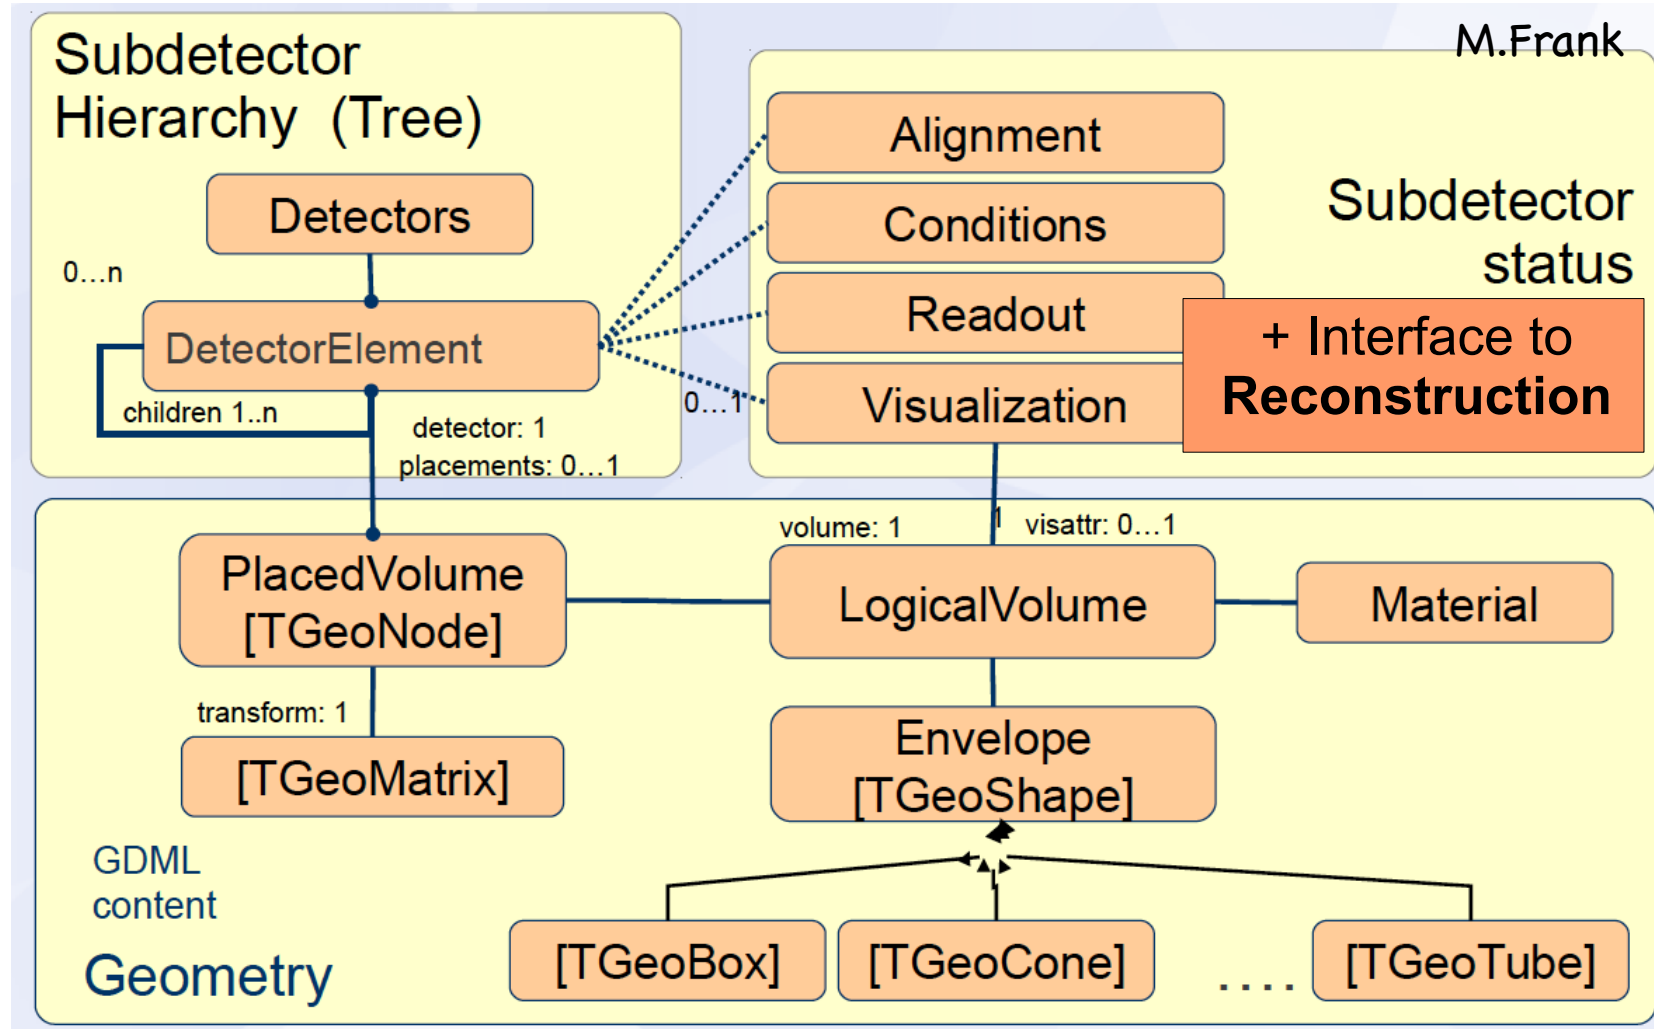 M.Frank
Subdetector
Hierarchy (Tree)
Detectors
0...n
DetectorElement
children 1..n
detector: 1
placements: 0...1
Alignment
Conditions
Readout
Visualization
0...1
Subdetector
status
+ Interface to
Reconstruction
volume: 1
1
visattr: 0...1
PlacedVolume
[TGeoNode]
LogicalVolume
Material
transform: 1
[TGeoMatrix]
Envelope
[TGeoShape]
GDML
content
Geometry
[TGeoBox]
[TGeoCone]
....
[TGeoTube]